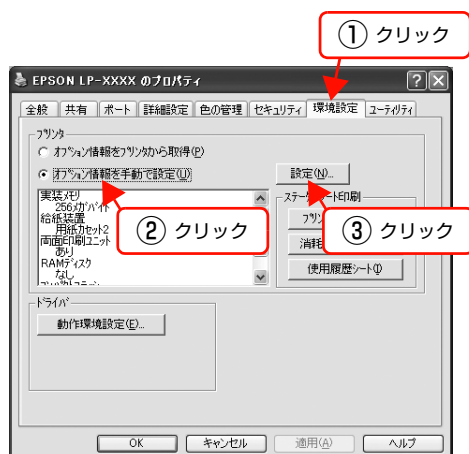 ① クリック
EPSON LP-XXXX のプロパティ
全般 共有 ポート 詳細設定 色の管理 セキュリティ 環境設定 ユーティリティ
プリンタ
オプション情報をプリンタから取得(P)
オプション情報を手動で設定(U)
設定(N)...
実装メモリ
256メガバイト
給紙装置
用紙カセット2
両面印刷ユニット
あり
RAMディスク
なし
② クリック
③ クリック
使用履歴シート(I)
ドライバ
動作環境設定(E)...
OK キャンセル 適用(A) ヘルプ